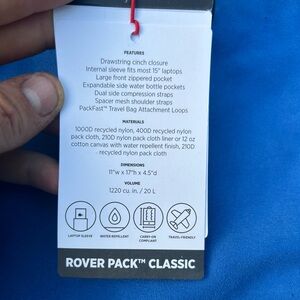 FEATURES
Drawstring cinch closure
Internal sleeve fits most 15" laptops
Large front zippered pocket
Expandable side water bottle pockets
Dual side compression straps
Spacer mesh shoulder straps
PackFast™ Travel Bag Attachment Loops
MATERIALS
1000D recycled nylon, 400D recycled nylon
pack cloth, 210D nylon pack cloth liner or 12 oz
cotton canvas with water repellent finish, 210D
recycled nylon pack cloth
DIMENSIONS
11"w x 17"h x 4.5"d
VOLUME
1220 cu. in. / 20 L
LAPTOP SLEEVE
WATER REPELLENT
CARRY-ON
COMPLIANT
TRAVEL-FRIENDLY
ROVER PACK™ CLASSIC